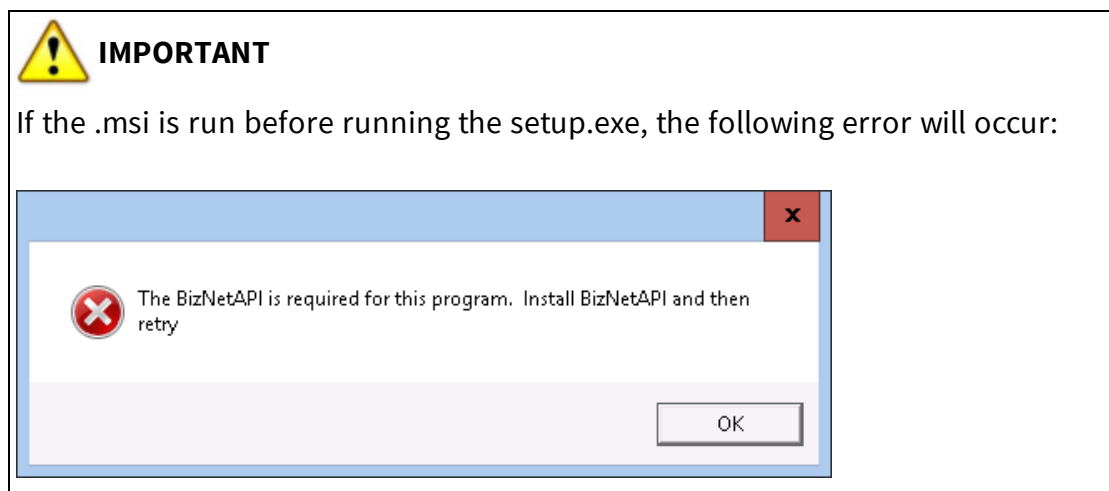 IMPORTANT
If the .msi is run before running the setup.exe, the following error will occur:
x
The BizNetAPI is required for this program.  Install BizNetAPI and then
retry
OK